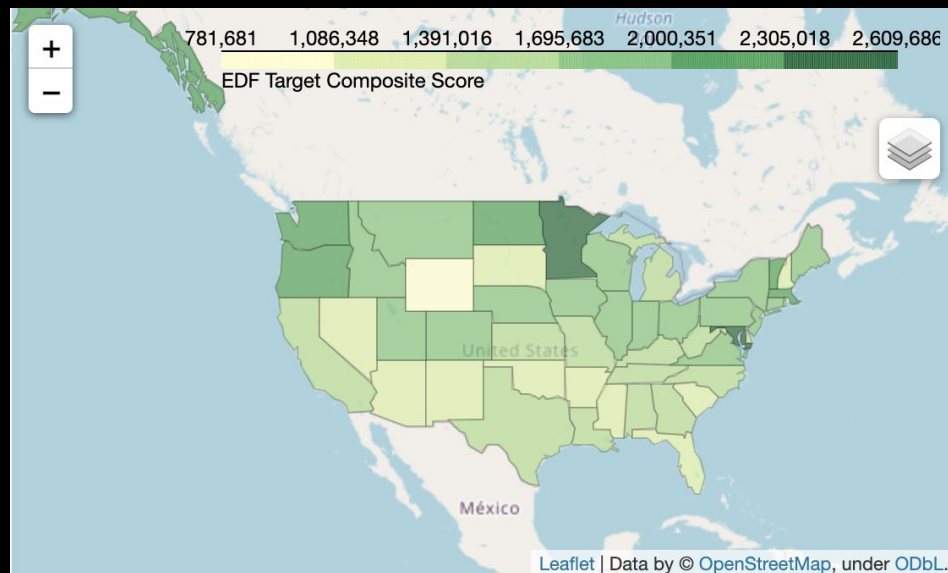 Hudson
+
781,681 1,086,348 1,391,016 1,695,683 2,000,351 2,305,018 2,609,686
EDF Target Composite Score
−
United States
México
Leaflet | Data by © OpenStreetMap, under ODbL.